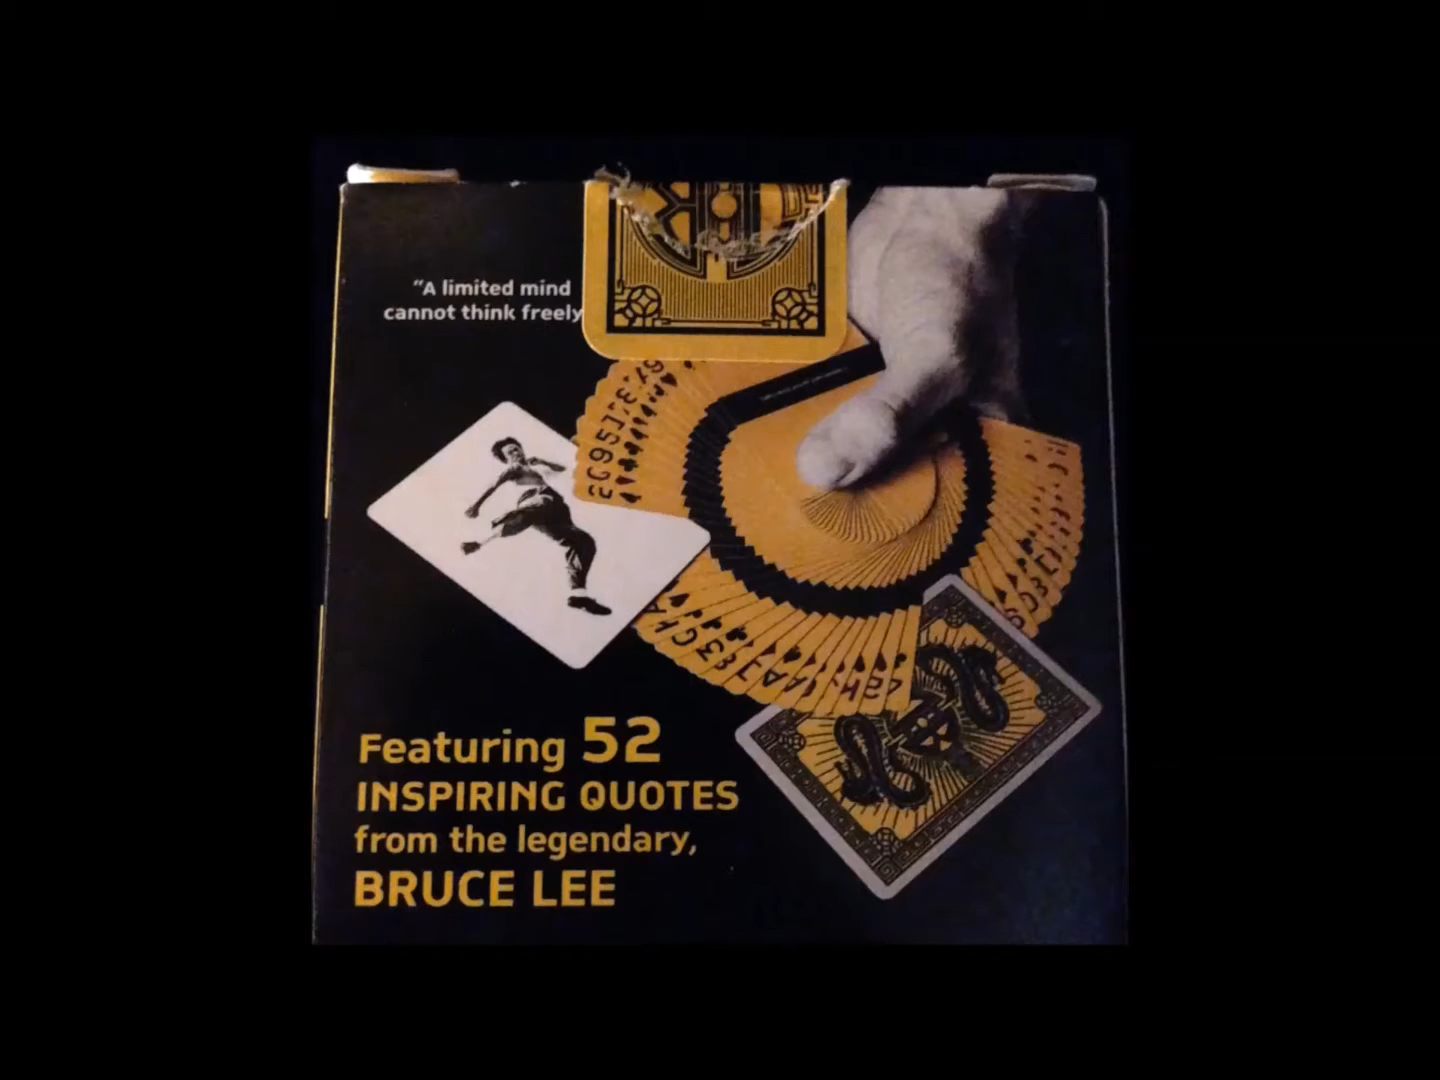 "A limited mind
cannot think freely
Featuring 52
INSPIRING QUOTES
from the legendary,
BRUCE LEE